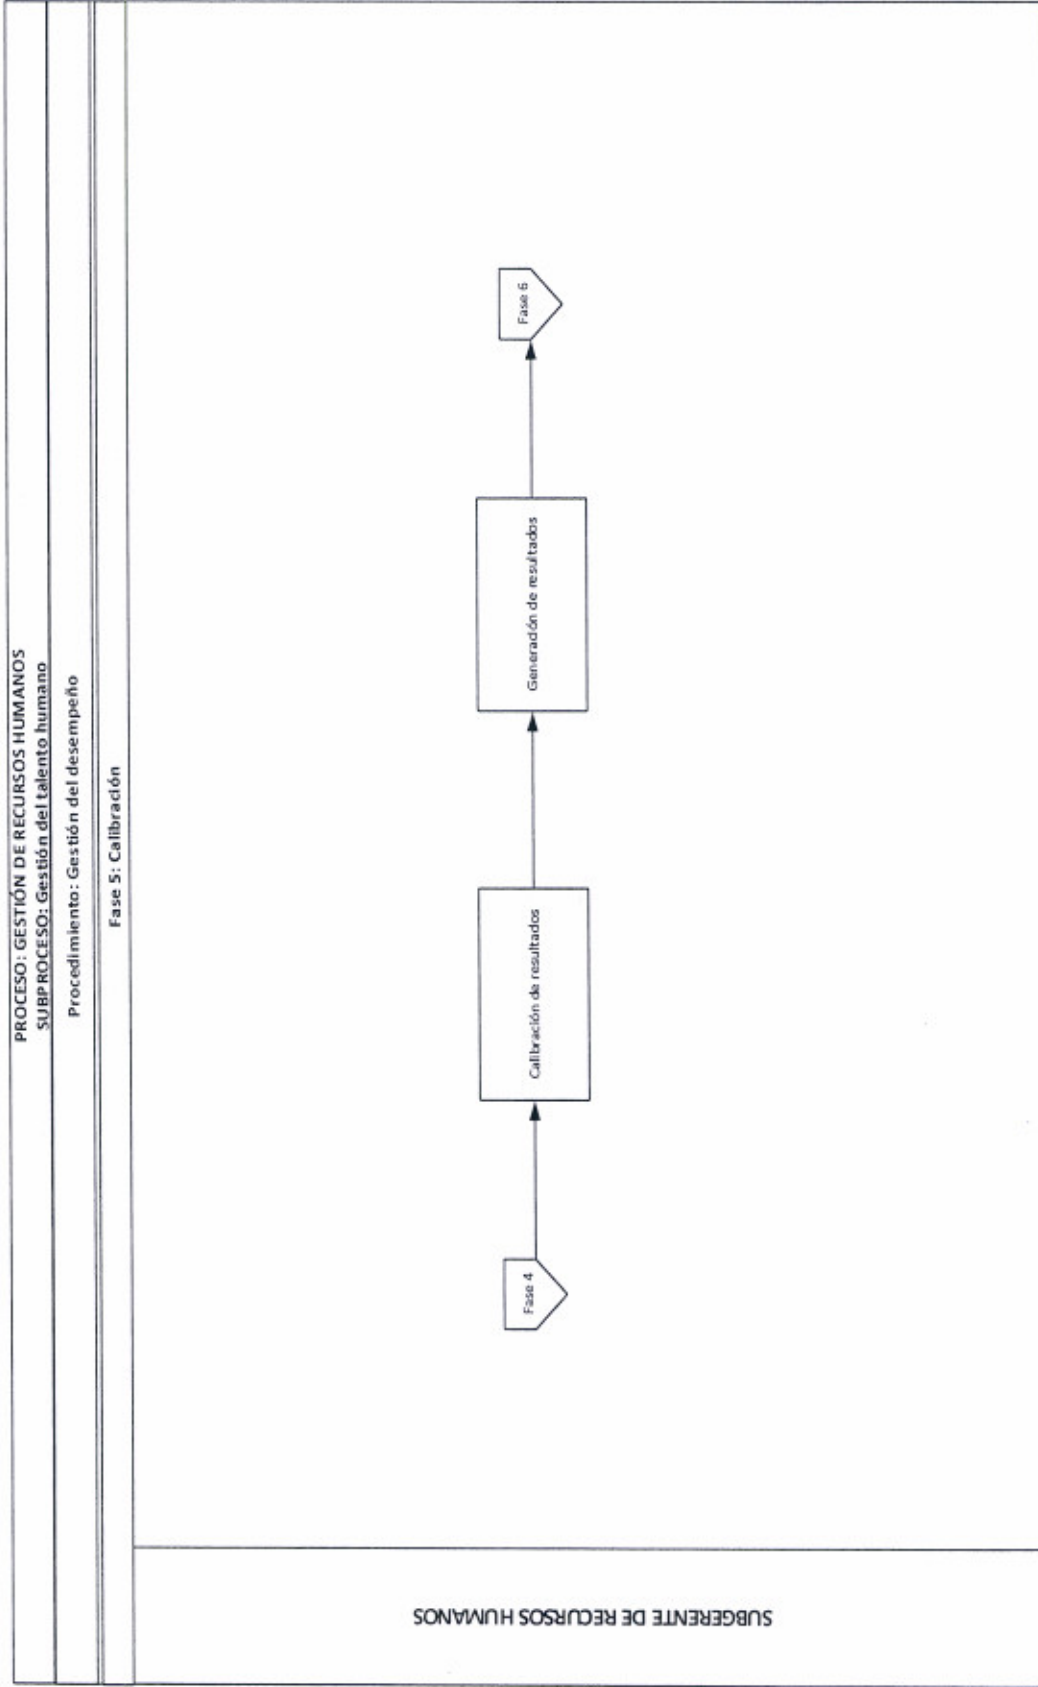 PROCESO: GESTIÓN DE RECURSOS HUMANOS
SUBPROCESO: Gestión del talento humano
Procedimiento: Gestión del desempeño
Fase 5: Calibración
SUBGERENTE DE RECURSOS HUMANOS
Fase 4
Calibración de resultados
Generación de resultados
Fase 6